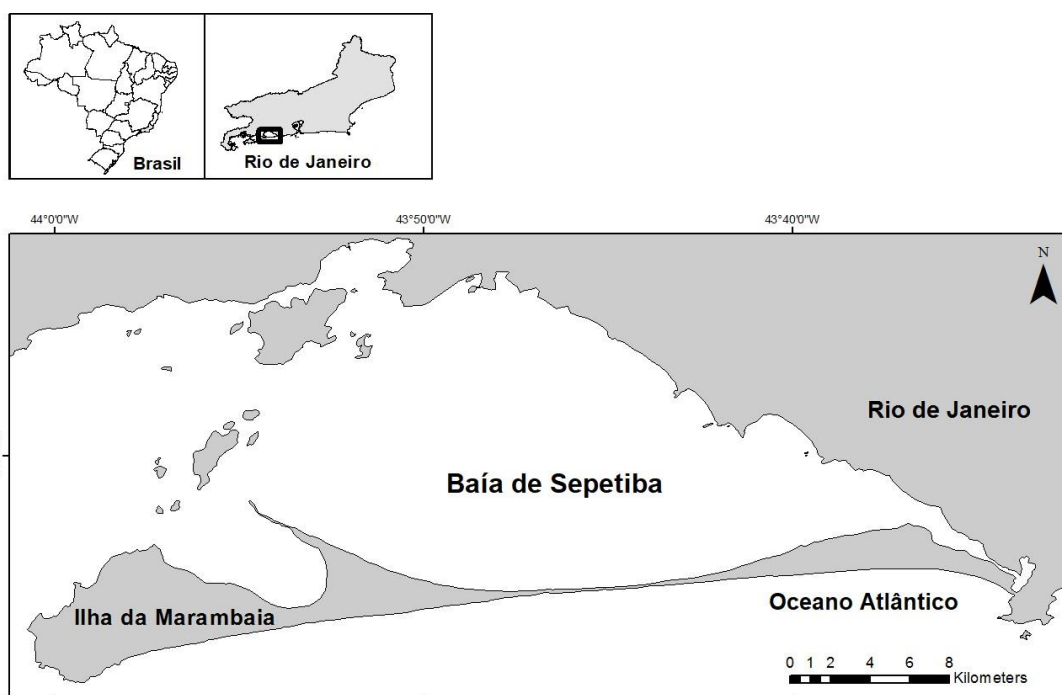 Brasil
Rio de Janeiro
44°0'0"W
43°50'0"W
43°40'0"W
N
Rio de Janeiro
Baía de Sepetiba
Ilha da Marambaia
Oceano Atlântico
0 1 2 4 6 8
Kilometers